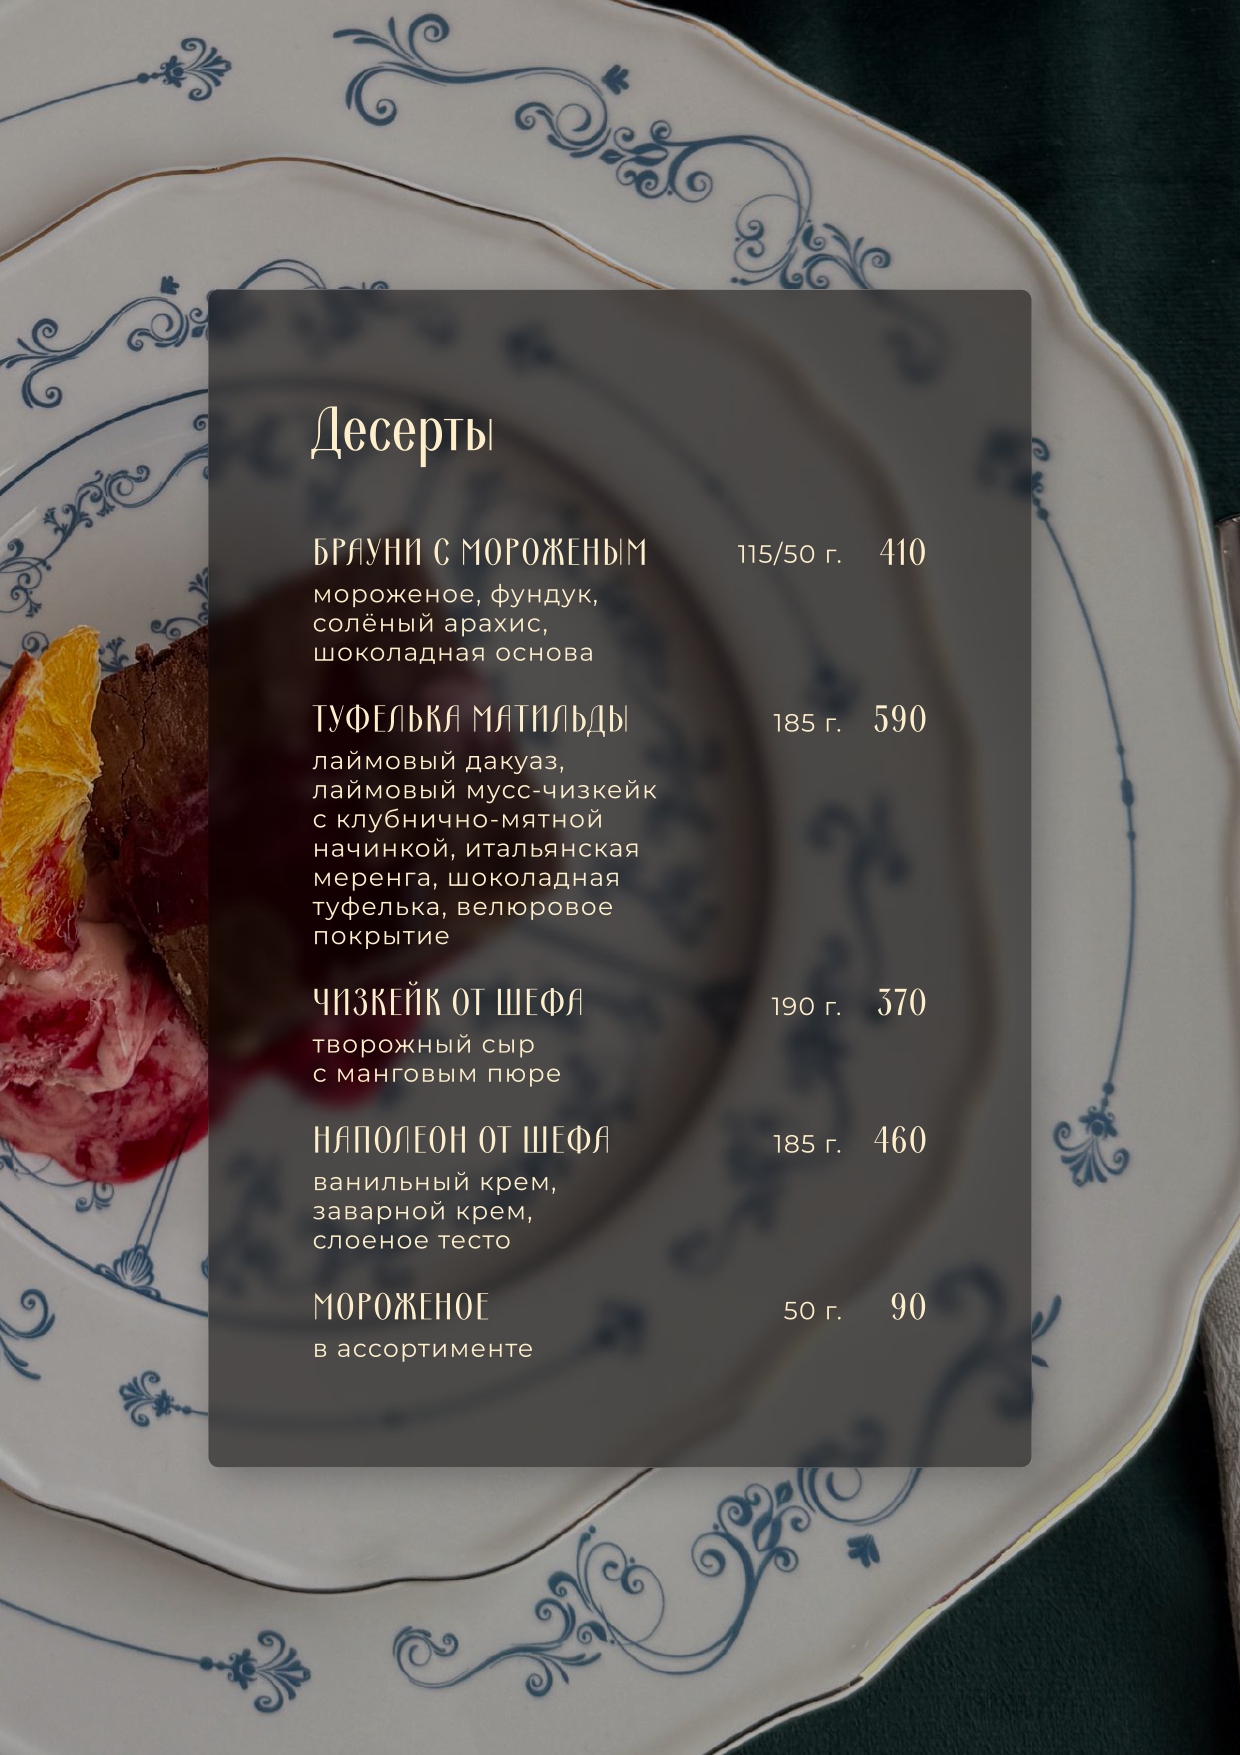 Десерты
БРАУНИ С МОРОЖЕНЫМ 115/50 г. 410
мороженое, фундук,
солёный арахис,
шоколадная основа
ТУФЕЛЬКА МАТИЛЬДЫ 185 г. 590
лаймовый дакуаз,
лаймовый мусс-чизкейк
с клубнично-мятной
начинкой, итальянская
меренга, шоколадная
туфелька, велюровое
покрытие
ЧИЗКЕЙК ОТ ШЕФА 190 г. 370
творожный сыр
с манговым пюре
НАПОЛЕОН ОТ ШЕФА 185 г. 460
ванильный крем,
заварной крем,
слоеное тесто
МОРОЖЕНОЕ 50 г. 90
в ассортименте